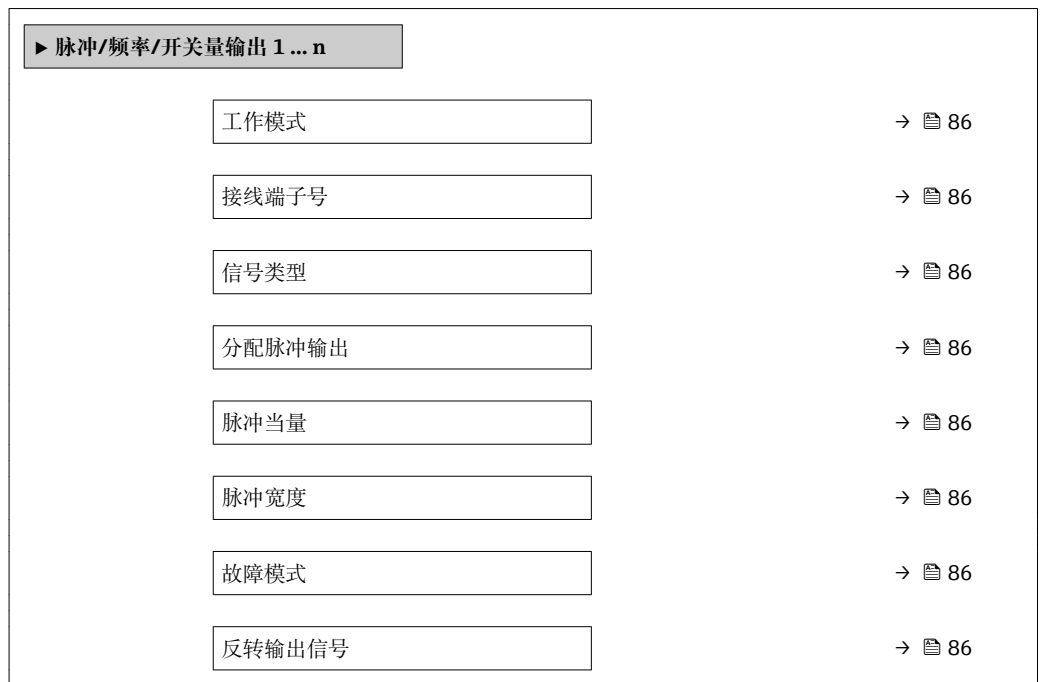 ▶ 脉冲/频率/开关量输出 1 ... n
工作模式 → 86
接线端子号 → 86
信号类型 → 86
分配脉冲输出 → 86
脉冲当量 → 86
脉冲宽度 → 86
故障模式 → 86
反转输出信号 → 86